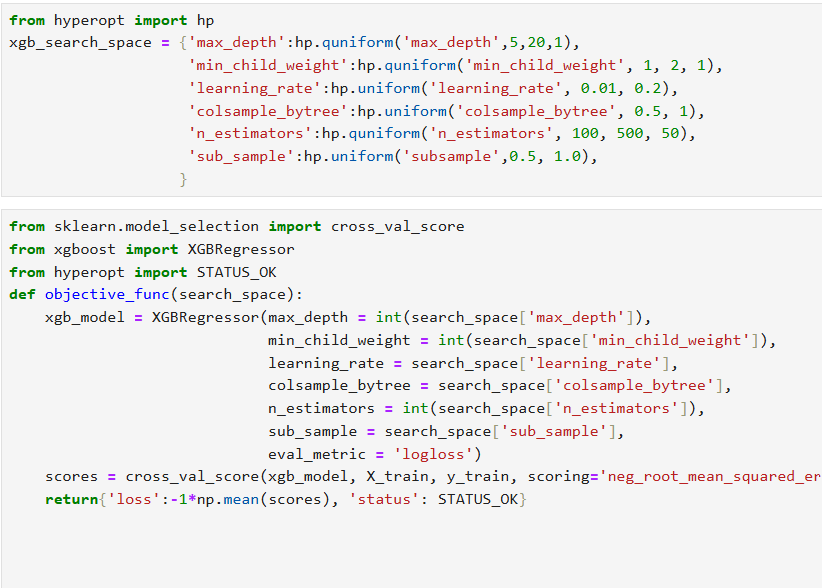 from hyperopt import hp
xgb_search_space = {'max_depth':hp.quniform('max_depth',5,20,1),
'min_child_weight':hp.quniform('min_child_weight', 1, 2, 1),
'learning_rate':hp.uniform('learning_rate', 0.01, 0.2),
'colsample_bytree':hp.uniform('colsample_bytree', 0.5, 1),
'n_estimators':hp.quniform('n_estimators', 100, 500, 50),
'sub_sample':hp.uniform('subsample',0.5, 1.0),
}
from sklearn.model_selection import cross_val_score
from xgboost import XGBRegressor
from hyperopt import STATUS_OK
def objective_func(search_space):
xgb_model = XGBRegressor(max_depth = int(search_space['max_depth']),
min_child_weight = int(search_space['min_child_weight']),
learning_rate = search_space['learning_rate'],
colsample_bytree = search_space['colsample_bytree'],
n_estimators = int(search_space['n_estimators']),
sub_sample = search_space['sub_sample'],
eval_metric = 'logloss')
scores = cross_val_score(xgb_model, X_train, y_train, scoring='neg_root_mean_squared_er
return{'loss':-1*np.mean(scores), 'status': STATUS_OK}